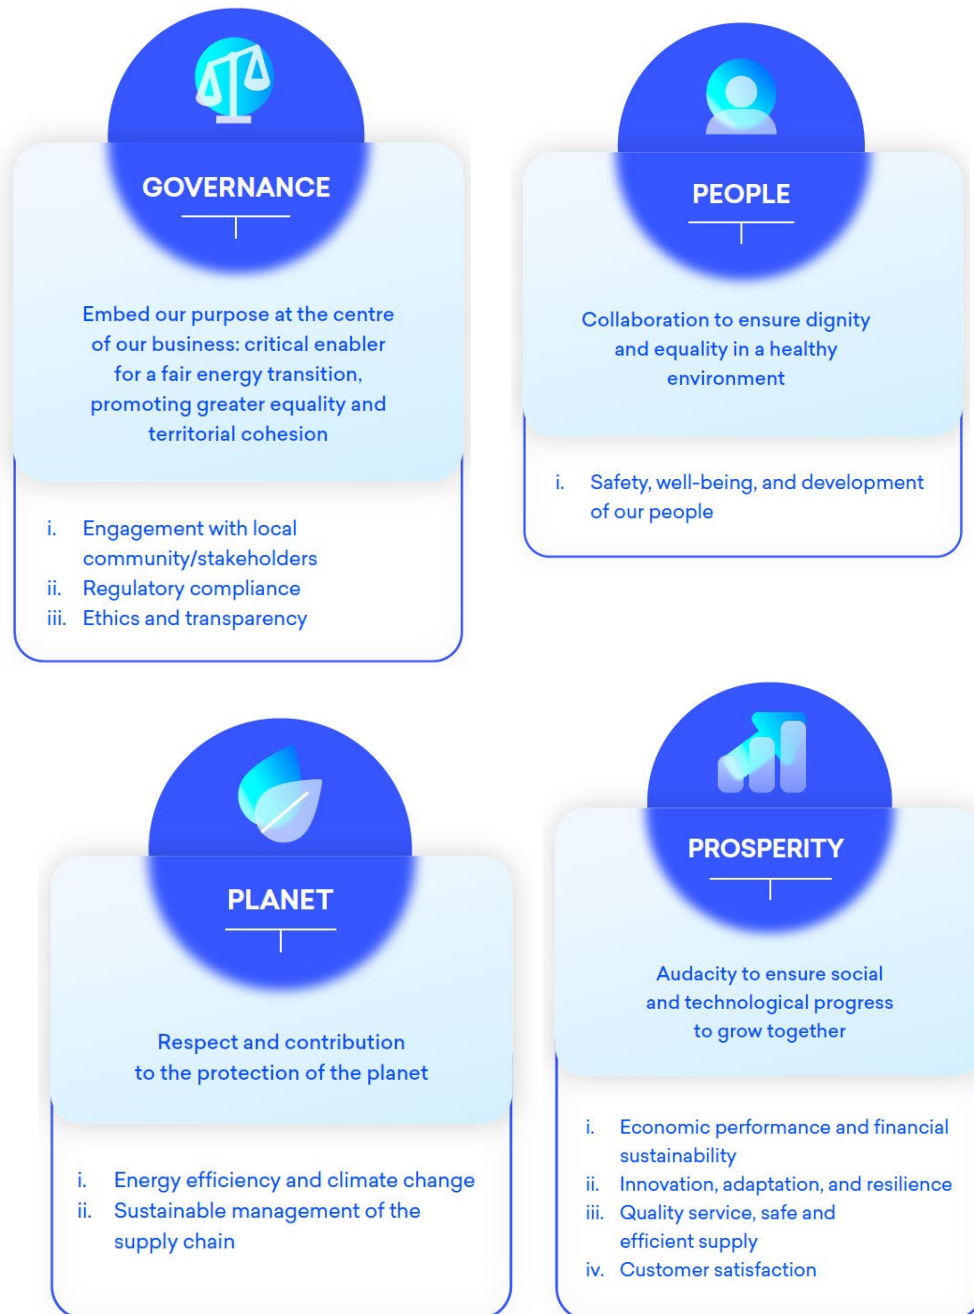 GOVERNANCE
Embed our purpose at the centre
of our business: critical enabler
for a fair energy transition,
promoting greater equality and
territorial cohesion
i. Engagement with local
community/stakeholders
ii. Regulatory compliance
iii. Ethics and transparency
PEOPLE
Collaboration to ensure dignity
and equality in a healthy
environment
i. Safety, well-being, and development
of our people
PLANET
Respect and contribution
to the protection of the planet
i. Energy efficiency and climate change
ii. Sustainable management of the
supply chain
PROSPERITY
Audacity to ensure social
and technological progress
to grow together
i. Economic performance and financial
sustainability
ii. Innovation, adaptation, and resilience
iii. Quality service, safe and
efficient supply
iv. Customer satisfaction